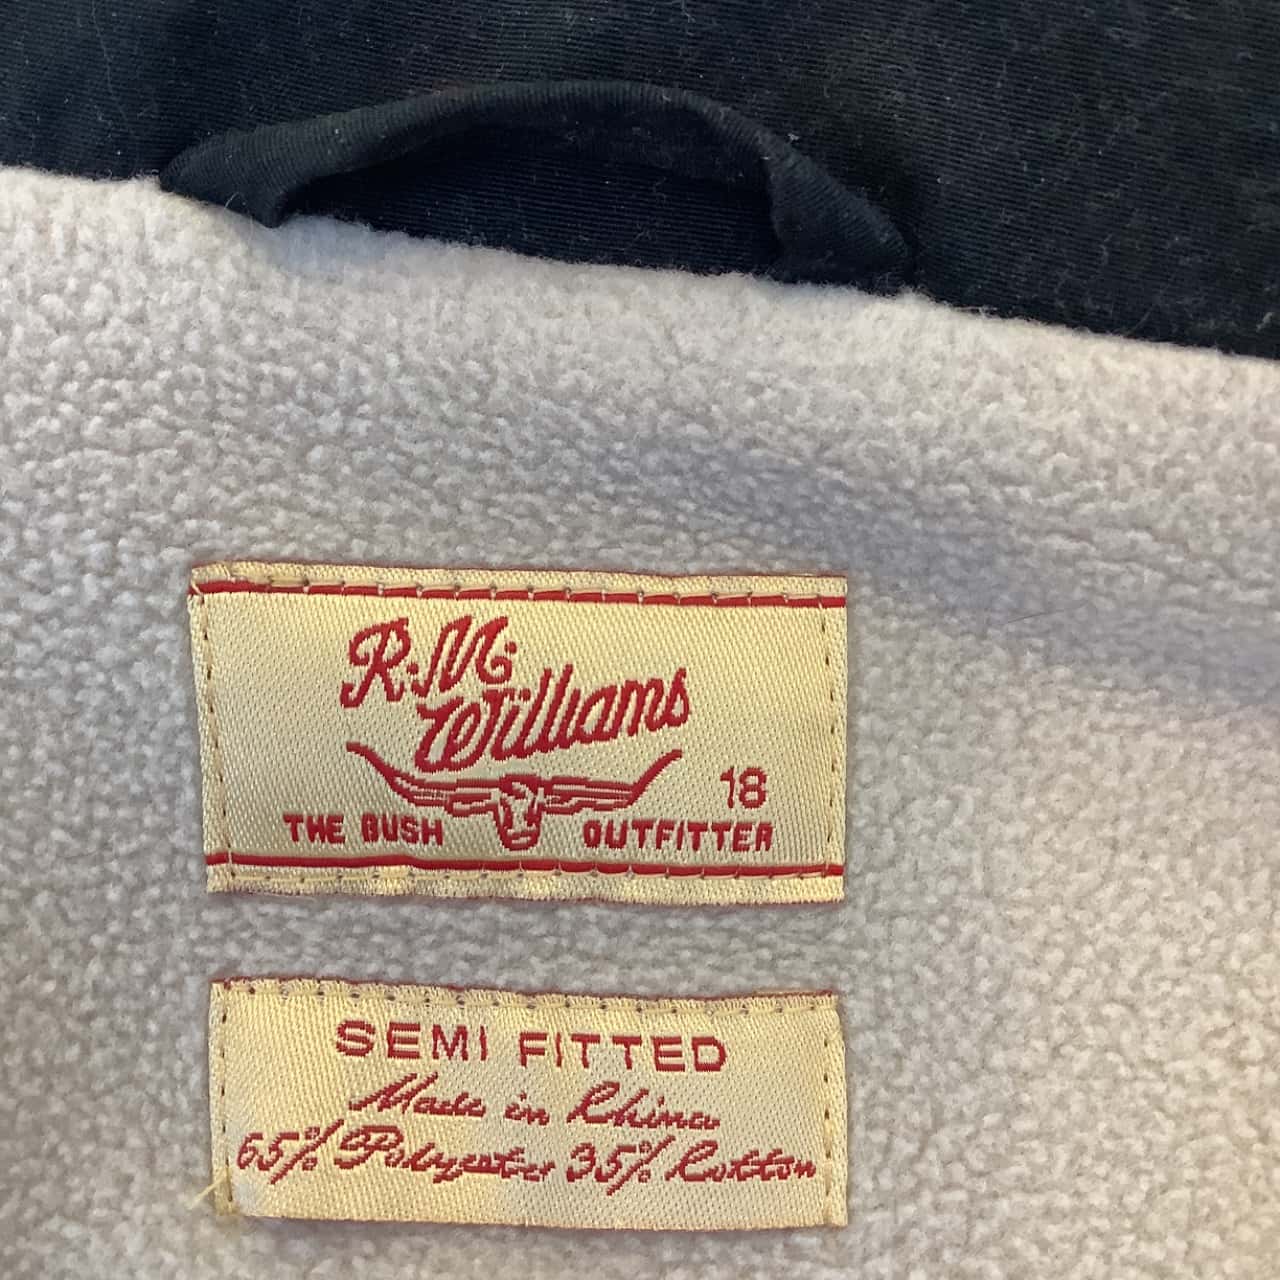 R.M.
Williams
18
THE BUSH OUTFITTER
SEMI FITTED
Made in China
65% Polyester 35% Cotton